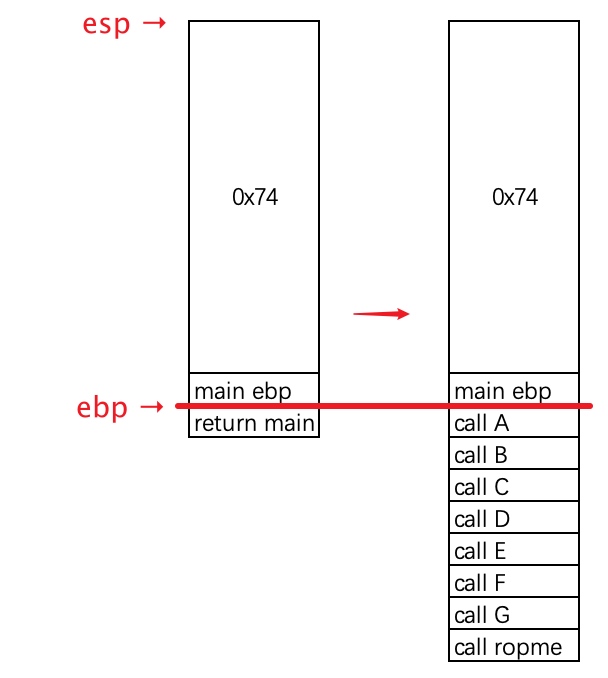 esp →
0x74
0x74
main ebp
main ebp
ebp →
return main
call A
call B
call C
call D
call E
call F
call G
call ropme